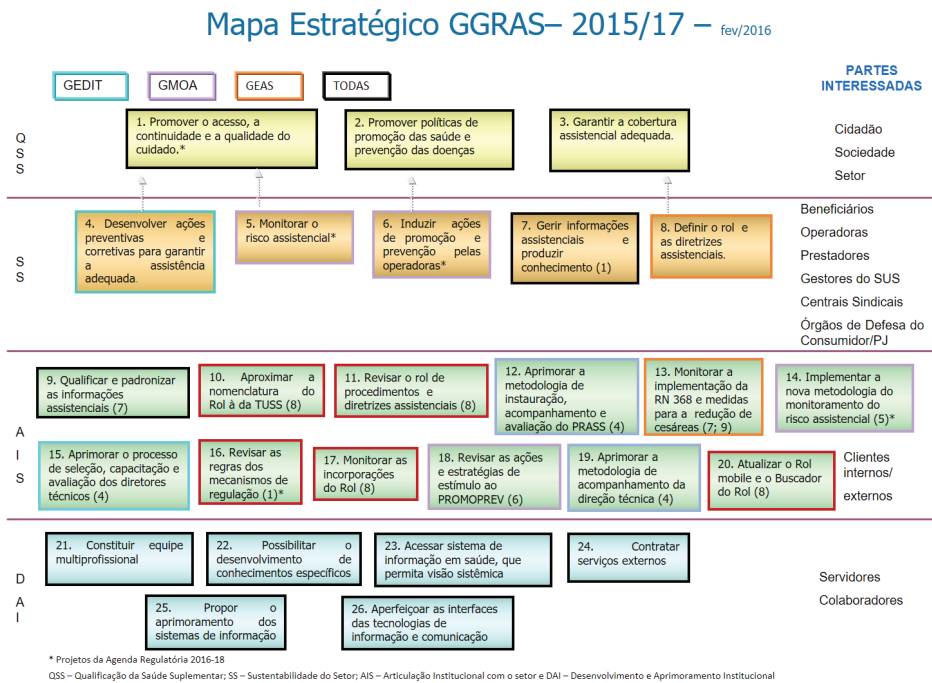 Mapa Estratégico GGRAS– 2015/17 – fev/2016
GEDIT
GMOA
GEAS
TODAS
PARTES
INTERESSADAS
Q
S
S
1. Promover o acesso, a
continuidade e a qualidade do
cuidado.*
2. Promover políticas de
promoção das saúde e
prevenção das doenças
3. Garantir a cobertura
assistencial adequada.
Cidadão
Sociedade
Setor
S
S
4. Desenvolver ações
preventivas e
corretivas para garantir
a assistência
adequada.
5. Monitorar o
risco assistencial*
6. Induzir ações
de promoção e
prevenção pelas
operadoras*
7. Gerir informações
assistenciais e
produzir
conhecimento (1)
8. Definir o rol e
as diretrizes
assistenciais.
Beneficiários
Operadoras
Prestadores
Gestores do SUS
Centrais Sindicais
Órgãos de Defesa do
Consumidor/PJ
A
I
S
9. Qualificar e padronizar
as informações
assistenciais (7)
10. Aproximar a
nomenclatura do
Rol à da TUSS (8)
11. Revisar o rol de
procedimentos e
diretrizes assistenciais (8)
12. Aprimorar a
metodologia de
instauração,
acompanhamento e
avaliação do PRASS (4)
13. Monitorar a
implementação da
RN 368 e medidas
para a redução de
cesáreas (7; 9)
14. Implementar a
nova metodologia do
monitoramento do
risco assistencial (5)*
15. Aprimorar o processo
de seleção, capacitação e
avaliação dos diretores
técnicos (4)
16. Revisar as
regras dos
mecanismos de
regulação (1)*
17. Monitorar as
incorporações
do Rol (8)
18. Revisar as ações
e estratégias de
estímulo ao
PROMOPREV (6)
19. Aprimorar a
metodologia de
acompanhamento da
direção técnica (4)
20. Atualizar o Rol
mobile e o Buscador
do Rol (8)
Clientes
internos/
externos
D
A
I
21. Constituir equipe
multiprofissional
22. Possibilitar o
desenvolvimento de
conhecimentos específicos
23. Acessar sistema de
informação em saúde, que
permita visão sistêmica
24. Contratar
serviços externos
25. Propor o
aprimoramento dos
sistemas de informação
26. Aperfeiçoar as interfaces
das tecnologias de
informação e comunicação
Servidores
Colaboradores
* Projetos da Agenda Regulatória 2016-18
QSS – Qualificação da Saúde Suplementar; SS – Sustentabilidade do Setor; AIS – Articulação Institucional com o setor e DAI – Desenvolvimento e Aprimoramento Institucional